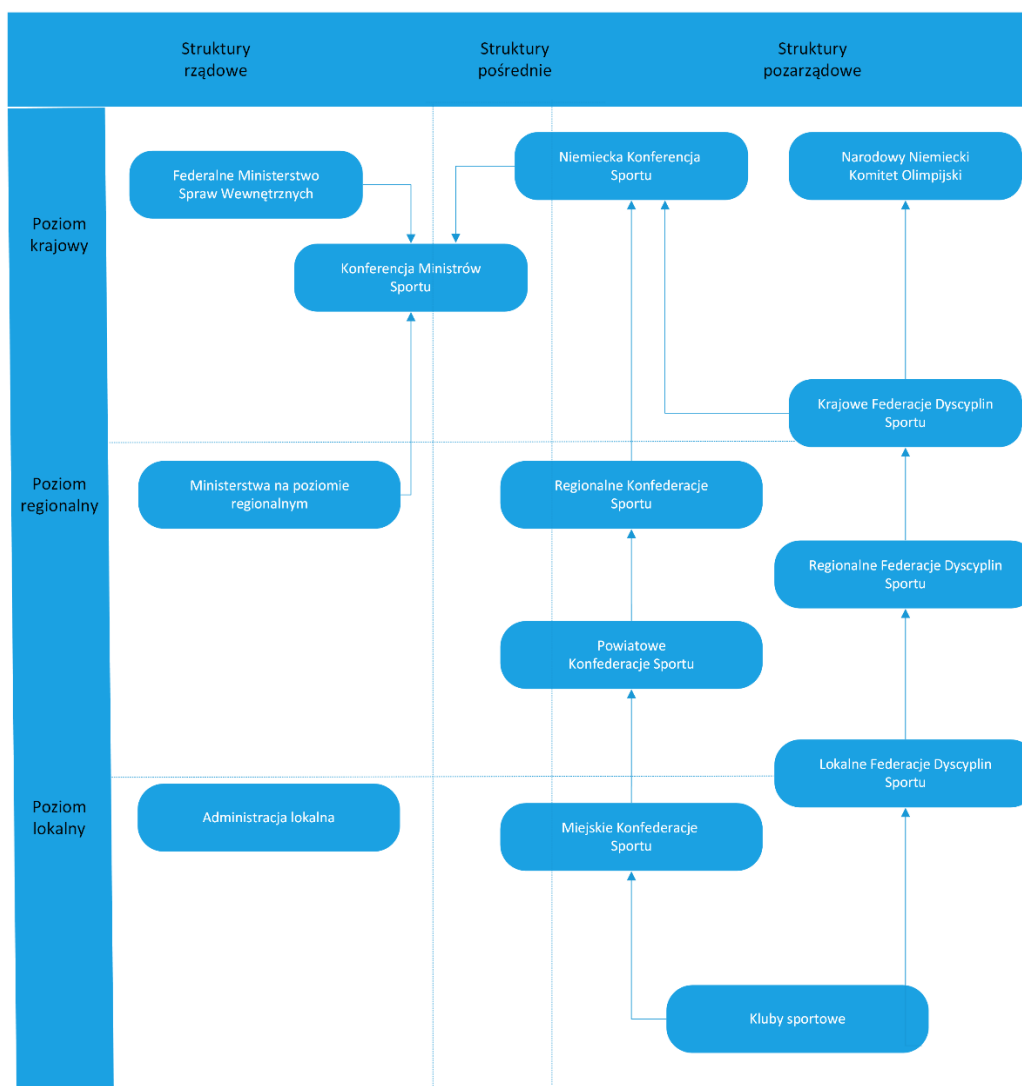 Struktury
rządowe
Struktury
pośrednie
Struktury
pozarządowe
Poziom
krajowy
Federalne Ministerstwo
Spraw Wewnętrznych
Niemiecka Konferencja
Sportu
Narodowy Niemiecki
Komitet Olimpijski
Konferencja Ministrów
Sportu
Krajowe Federacje Dyscyplin
Sportu
Poziom
regionalny
Ministerstwa na poziomie
regionalnym
Regionalne Konfederacje
Sportu
Regionalne Federacje Dyscyplin
Sportu
Powiatowe
Konfederacje Sportu
Lokalne Federacje Dyscyplin
Sportu
Poziom
lokalny
Administracja lokalna
Miejskie Konfederacje
Sportu
Kluby sportowe